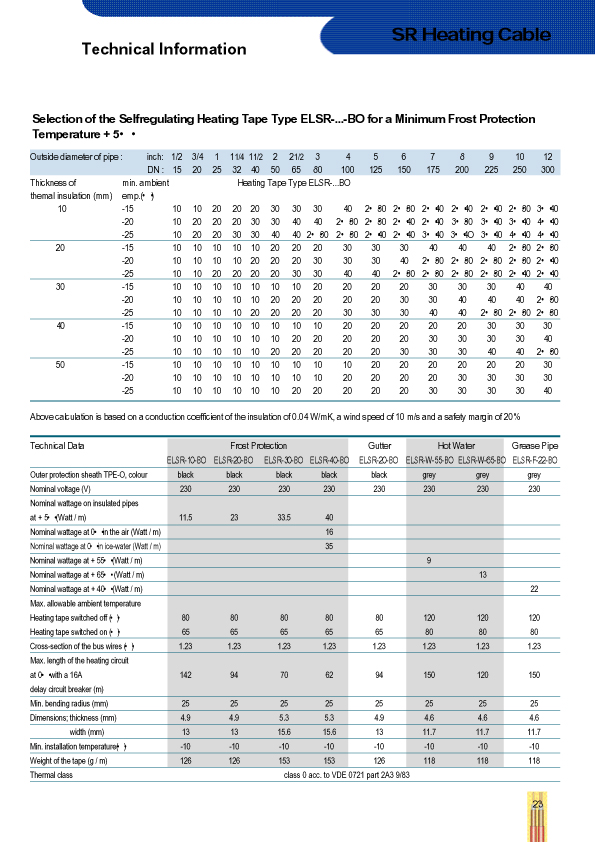 Technical Information
SR Heating Cable
Selection of the Selfregulating Heating Tape Type ELSR-...-BO for a Minimum Frost Protection
Temperature + 5• •
Outside diameter of pipe : inch: 1/2 3/4 1 11/4 11/2 2 21/2 3 4 5 6 7 8 9 10 12
DN : 15 20 25 32 40 50 65 80 100 125 150 175 200 225 250 300
Thickness of min. ambient Heating Tape Type ELSR-...BO
themal insulation (mm) emp.(• •)
10 -15 10 10 20 20 20 30 30 30 40 2• •30 2• •30 2• •40 2• •40 2• •40 2• •30 3• •40
-20 10 20 20 20 30 30 40 40 2• •30 2• •30 2• •40 2• •40 3• •30 3• •40 3• •40 4• •40
-25 10 20 20 30 30 40 40 2• •30 2• •30 2• •40 2• •40 3• •40 3• •40 3• •40 4• •40 4• •40
20 -15 10 10 10 10 10 20 20 20 30 30 30 40 40 40 2• •30 2• •30
-20 10 10 10 10 20 20 20 20 30 30 40 2• •30 2• •30 2• •30 2• •30 2• •40
-25 10 10 20 20 20 20 30 30 40 40 2• •30 2• •30 2• •30 2• •30 2• •40 2• •40
30 -15 10 10 10 10 10 10 20 20 20 20 20 30 30 30 40 40
-20 10 10 10 10 10 20 20 20 20 20 30 30 40 40 40 2• •30
-25 10 10 10 10 20 20 20 20 30 30 30 40 40 2• •30 2• •30 2• •30
40 -15 10 10 10 10 10 10 10 10 20 20 20 20 20 30 30 30
-20 10 10 10 10 10 10 20 20 20 20 20 30 30 30 30 40
-25 10 10 10 10 10 20 20 20 20 20 30 30 30 40 40 2• •30
50 -15 10 10 10 10 10 10 10 10 10 20 20 20 20 20 20 30
-20 10 10 10 10 10 10 10 10 20 20 20 20 20 30 30 30
-25 10 10 10 10 10 10 20 20 20 20 20 30 30 30 30 40
Above calculation is based on a conduction coefficient of the insulation of 0.04 W/mK, a wind speed of 10 m/s and a safety margin of 20%
Technical Data Frost Protection Gutter Hot Water Grease Pipe
ELSR-10-BO ELSR-20-BO ELSR-30-BO ELSR-40-BO ELSR-20-BO ELSR-W-55-BO ELSR-W-65-BO ELSR-F-22-BO
Outer protection sheath TPE-O, colour black black black black black grey grey grey
Nominal voltage (V) 230 230 230 230 230 230 230 230
Nominal wattage on insulated pipes
at + 5• •(Watt / m) 11.5 23 33.5 40
Nominal wattage at 0• •in the air (Watt / m) 16
Nominal wattage at 0• •in ice-water (Watt / m) 35
Nominal wattage at + 55• •(Watt / m) 9
Nominal wattage at + 65• •(Watt / m) 13
Nominal wattage at + 40• •(Watt / m) 22
Max. allowable ambient temperature
Heating tape switched off (• •) 80 80 80 80 80 120 120 120
Heating tape switched on (• •) 65 65 65 65 65 80 80 80
Cross-section of the bus wires (• •) 1.23 1.23 1.23 1.23 1.23 1.23 1.23 1.23
Max. length of the heating circuit
at 0• •with a 16A 142 94 70 62 94 150 120 150
delay circuit breaker (m)
Min. bending radius (mm) 25 25 25 25 25 25 25 25
Dimensions; thickness (mm) 4.9 4.9 5.3 5.3 4.9 4.6 4.6 4.6
width (mm) 13 13 15.6 15.6 13 11.7 11.7 11.7
Min. installation temperature(• •) -10 -10 -10 -10 -10 -10 -10 -10
Weight of the tape (g / m) 126 126 153 153 126 118 118 118
Thermal class class 0 acc. to VDE 0721 part 2A3 9/83
23